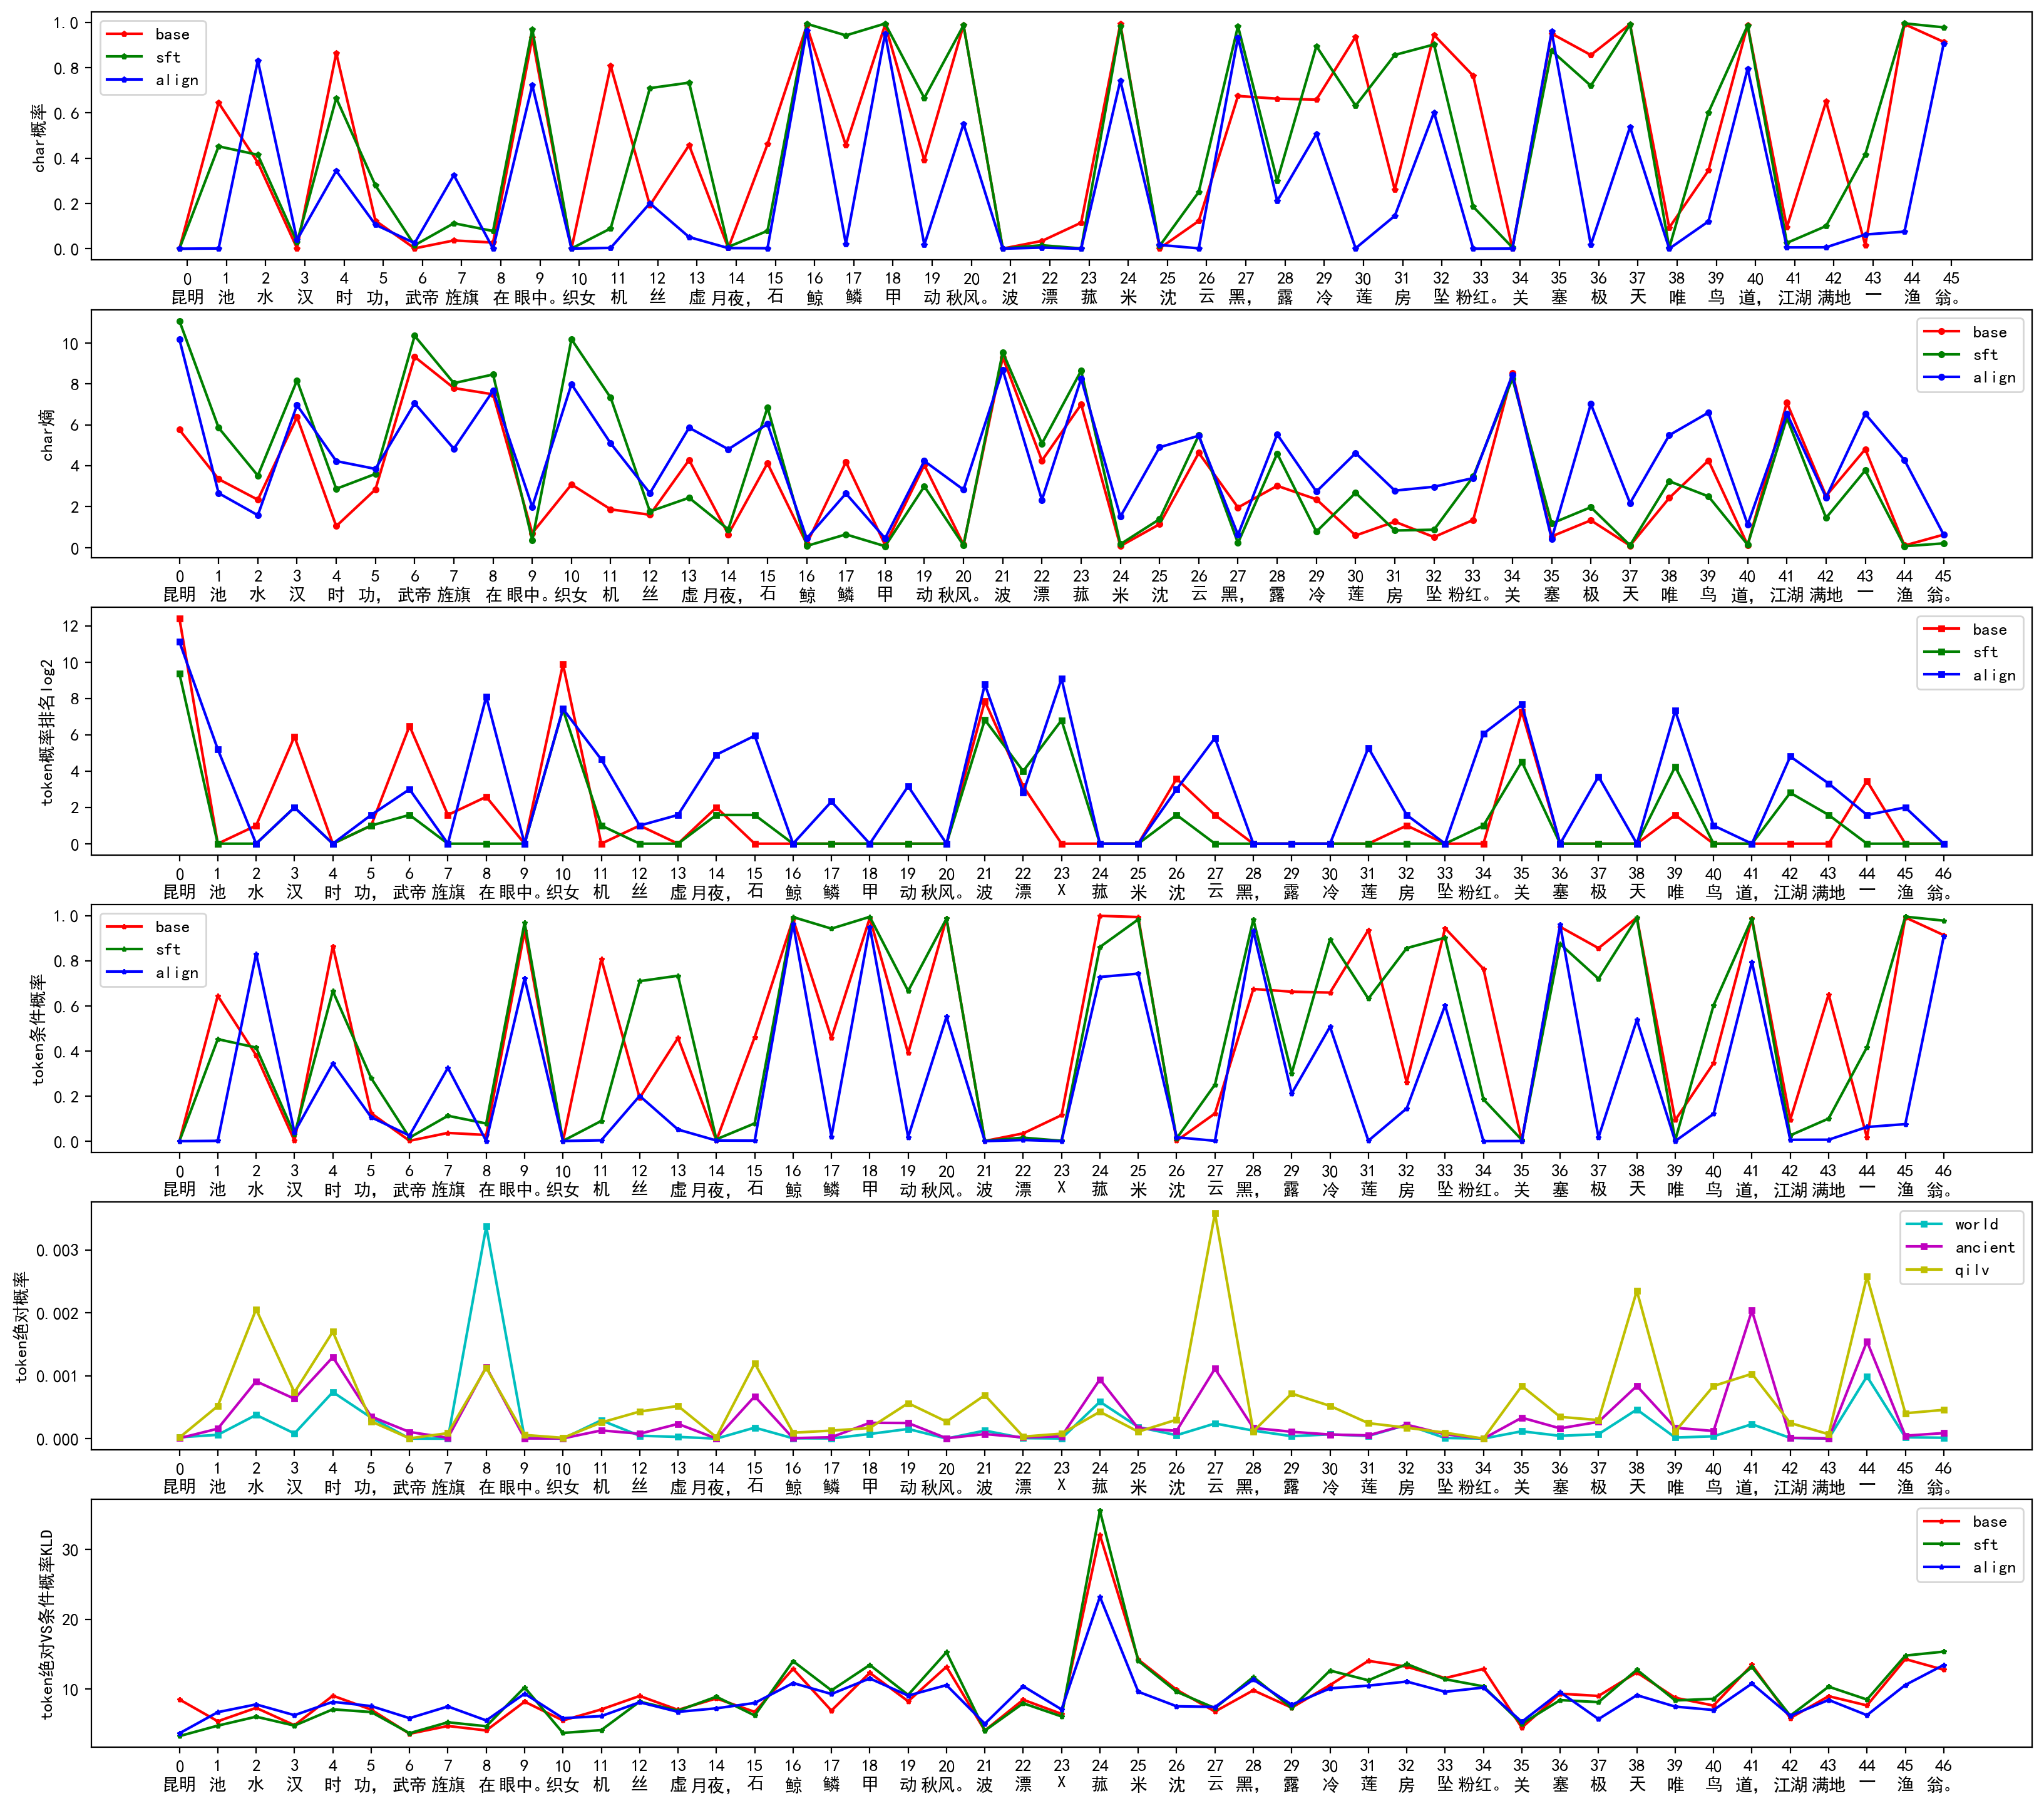 char概率
1.0
0.8
0.6
0.4
0.2
0.0
base
sft
align
0 1 2 3 4 5 6 7 8 9 10 11 12 13 14 15 16 17 18 19 20 21 22 23 24 25 26 27 28 29 30 31 32 33 34 35 36 37 38 39 40 41 42 43 44 45
昆明 池 水 汉 时 功， 武帝 旌旗 在 眼中。 织女 机 丝 虚 月夜， 石 鲸 鳞 甲 动 秋风。 波 漂 菰 米 沈 云 黑， 露 冷 莲 房 坠 粉红。 关 塞 极 天 唯 鸟 道， 江湖 满地 一 渔 翁。
char熵
10
8
6
4
2
0
base
sft
align
0 1 2 3 4 5 6 7 8 9 10 11 12 13 14 15 16 17 18 19 20 21 22 23 24 25 26 27 28 29 30 31 32 33 34 35 36 37 38 39 40 41 42 43 44 45
昆明 池 水 汉 时 功， 武帝 旌旗 在 眼中。 织女 机 丝 虚 月夜， 石 鲸 鳞 甲 动 秋风。 波 漂 菰 米 沈 云 黑， 露 冷 莲 房 坠 粉红。 关 塞 极 天 唯 鸟 道， 江湖 满地 一 渔 翁。
token概率排名log2
12
10
8
6
4
2
0
base
sft
align
0 1 2 3 4 5 6 7 8 9 10 11 12 13 14 15 16 17 18 19 20 21 22 23 24 25 26 27 28 29 30 31 32 33 34 35 36 37 38 39 40 41 42 43 44 45 46
昆明 池 水 汉 时 功， 武帝 旌旗 在 眼中。 织女 机 丝 虚 月夜， 石 鲸 鳞 甲 动 秋风。 波 漂 X 菰 米 沈 云 黑， 露 冷 莲 房 坠 粉红。 关 塞 极 天 唯 鸟 道， 江湖 满地 一 渔 翁。
token条件概率
1.0
0.8
0.6
0.4
0.2
0.0
base
sft
align
0 1 2 3 4 5 6 7 8 9 10 11 12 13 14 15 16 17 18 19 20 21 22 23 24 25 26 27 28 29 30 31 32 33 34 35 36 37 38 39 40 41 42 43 44 45 46
昆明 池 水 汉 时 功， 武帝 旌旗 在 眼中。 织女 机 丝 虚 月夜， 石 鲸 鳞 甲 动 秋风。 波 漂 X 菰 米 沈 云 黑， 露 冷 莲 房 坠 粉红。 关 塞 极 天 唯 鸟 道， 江湖 满地 一 渔 翁。
token绝对概率
0.003
0.002
0.001
0.000
world
ancient
qilv
0 1 2 3 4 5 6 7 8 9 10 11 12 13 14 15 16 17 18 19 20 21 22 23 24 25 26 27 28 29 30 31 32 33 34 35 36 37 38 39 40 41 42 43 44 45 46
昆明 池 水 汉 时 功， 武帝 旌旗 在 眼中。 织女 机 丝 虚 月夜， 石 鲸 鳞 甲 动 秋风。 波 漂 X 菰 米 沈 云 黑， 露 冷 莲 房 坠 粉红。 关 塞 极 天 唯 鸟 道， 江湖 满地 一 渔 翁。
token绝对VS条件概率KLD
30
20
10
base
sft
align
0 1 2 3 4 5 6 7 8 9 10 11 12 13 14 15 16 17 18 19 20 21 22 23 24 25 26 27 28 29 30 31 32 33 34 35 36 37 38 39 40 41 42 43 44 45 46
昆明 池 水 汉 时 功， 武帝 旌旗 在 眼中。 织女 机 丝 虚 月夜， 石 鲸 鳞 甲 动 秋风。 波 漂 X 菰 米 沈 云 黑， 露 冷 莲 房 坠 粉红。 关 塞 极 天 唯 鸟 道， 江湖 满地 一 渔 翁。